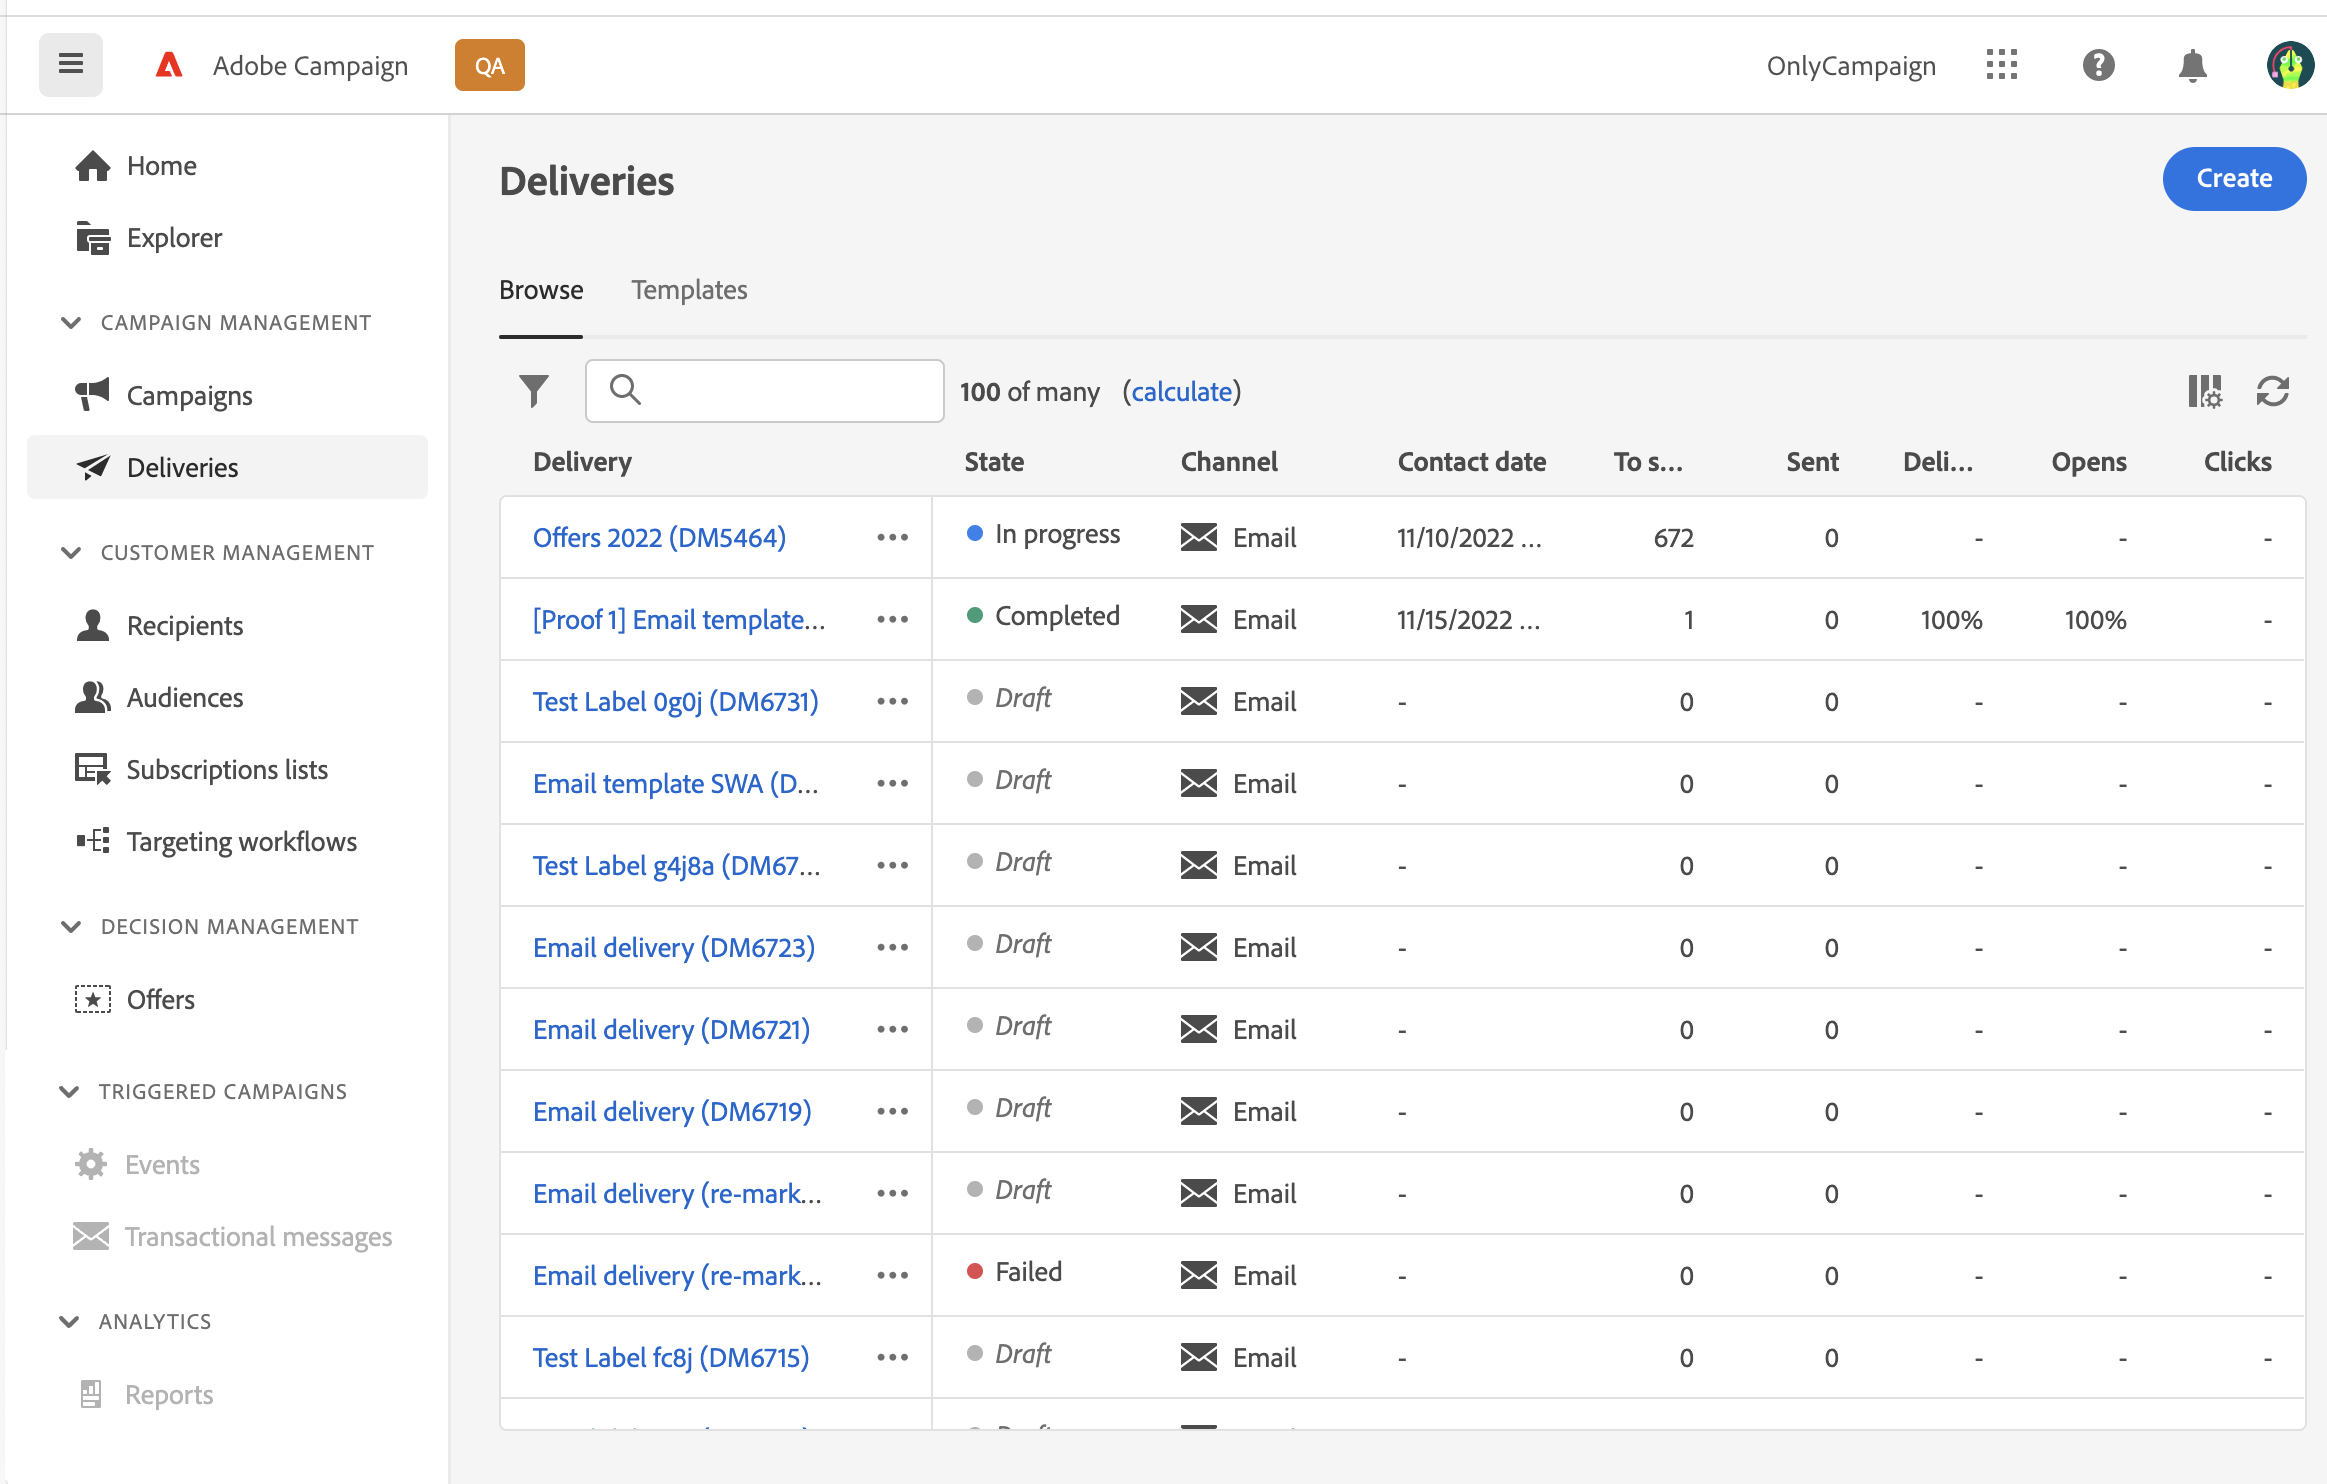 Adobe Campaign QA OnlyCampaign
Home
Explorer
CAMPAIGN MANAGEMENT
Campaigns
Deliveries
CUSTOMER MANAGEMENT
Recipients
Audiences
Subscriptions lists
Targeting workflows
DECISION MANAGEMENT
Offers
TRIGGERED CAMPAIGNS
Events
Transactional messages
ANALYTICS
Reports
Deliveries Create
Browse Templates
100 of many (calculate)
Delivery State Channel Contact date To s... Sent Deli... Opens Clicks
Offers 2022 (DM5464) In progress Email 11/10/2022 ... 672 0 - - -
[Proof 1] Email template... Completed Email 11/15/2022 ... 1 0 100% 100% -
Test Label 0g0j (DM6731) Draft Email - 0 0 - - -
Email template SWA (D... Draft Email - 0 0 - - -
Test Label g4j8a (DM67... Draft Email - 0 0 - - -
Email delivery (DM6723) Draft Email - 0 0 - - -
Email delivery (DM6721) Draft Email - 0 0 - - -
Email delivery (DM6719) Draft Email - 0 0 - - -
Email delivery (re-mark... Draft Email - 0 0 - - -
Email delivery (re-mark... Failed Email - 0 0 - - -
Test Label fc8j (DM6715) Draft Email - 0 0 - - -